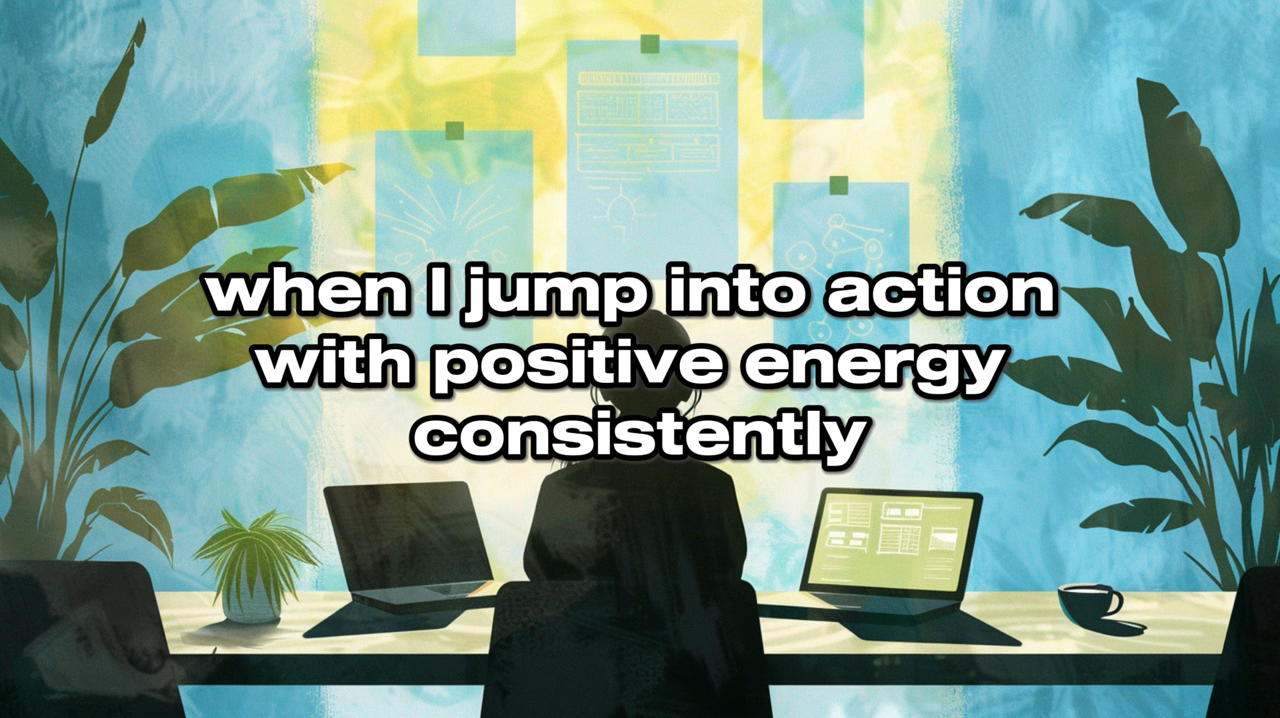 when I jump into action
with positive energy
consistently